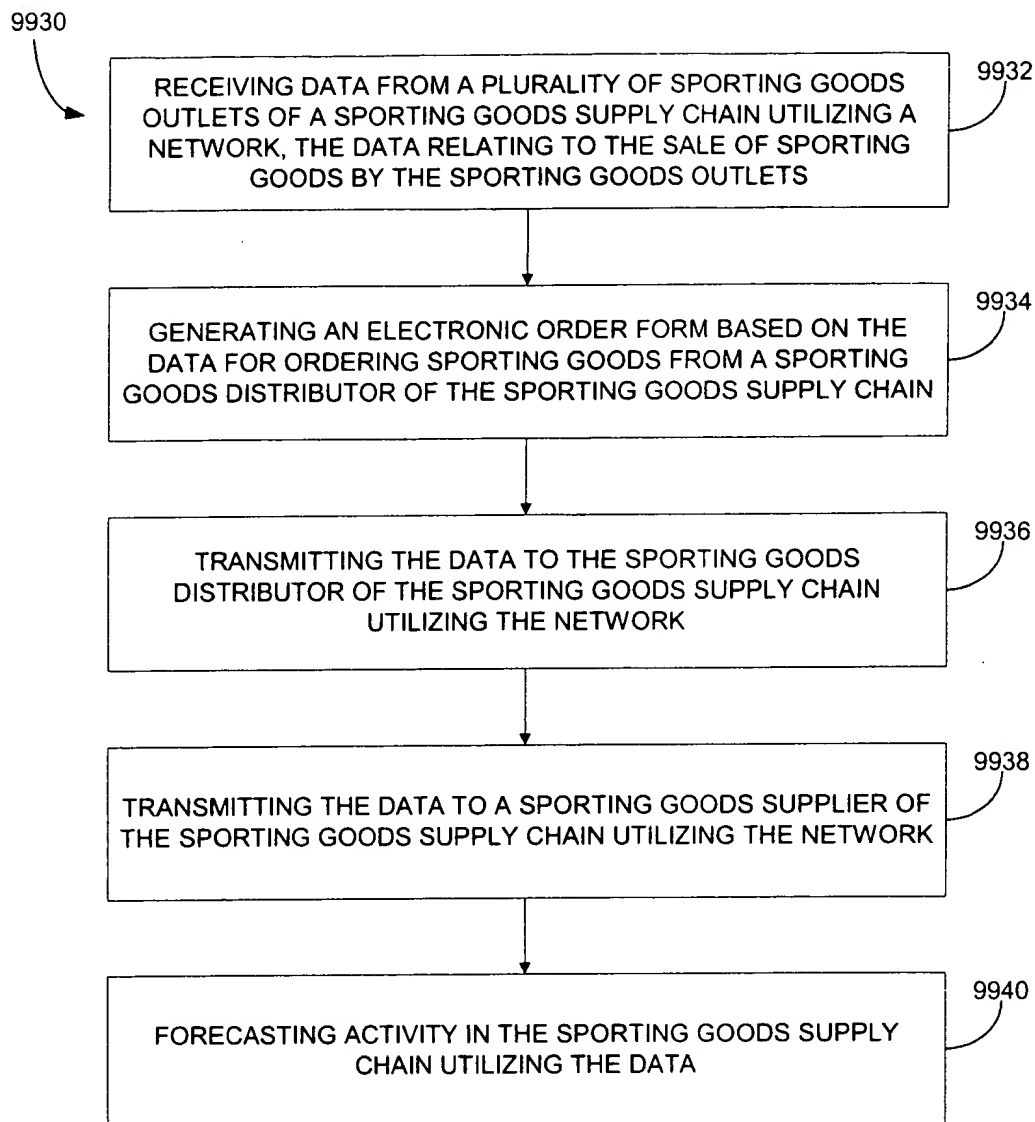 9930
RECEIVING DATA FROM A PLURALITY OF SPORTING GOODS
OUTLETS OF A SPORTING GOODS SUPPLY CHAIN UTILIZING A
NETWORK, THE DATA RELATING TO THE SALE OF SPORTING
GOODS BY THE SPORTING GOODS OUTLETS
9932
GENERATING AN ELECTRONIC ORDER FORM BASED ON THE
DATA FOR ORDERING SPORTING GOODS FROM A SPORTING
GOODS DISTRIBUTOR OF THE SPORTING GOODS SUPPLY CHAIN
9934
TRANSMITTING THE DATA TO THE SPORTING GOODS
DISTRIBUTOR OF THE SPORTING GOODS SUPPLY CHAIN
UTILIZING THE NETWORK
9936
TRANSMITTING THE DATA TO A SPORTING GOODS SUPPLIER OF
THE SPORTING GOODS SUPPLY CHAIN UTILIZING THE NETWORK
9938
FORECASTING ACTIVITY IN THE SPORTING GOODS SUPPLY
CHAIN UTILIZING THE DATA
9940